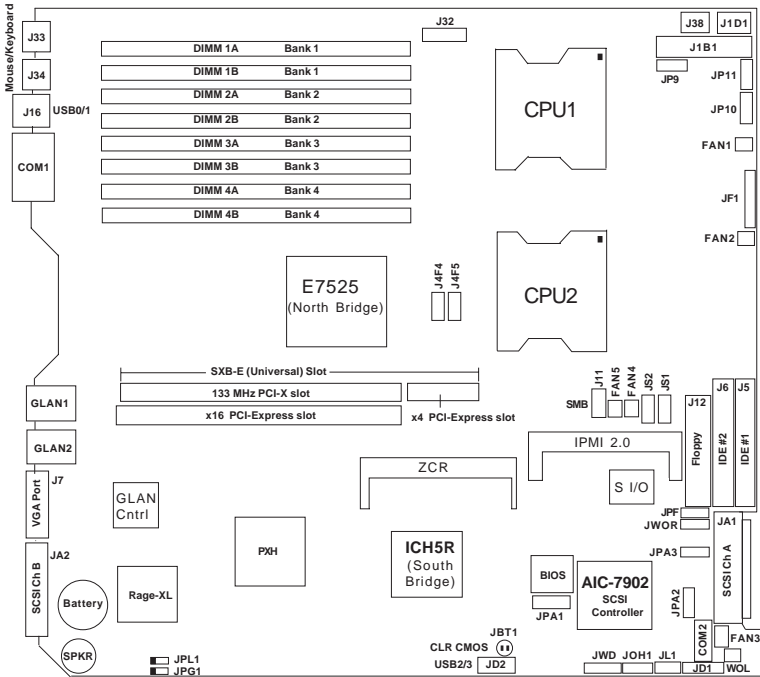 Mouse/Keyboard
J33
J34
J16
USB0/1
COM1
J32
J38
J1D1
J1B1
JP9
JP11
JP10
FAN1
JF1
FAN2
DIMM 1A Bank 1
DIMM 1B Bank 1
DIMM 2A Bank 2
DIMM 2B Bank 2
DIMM 3A Bank 3
DIMM 3B Bank 3
DIMM 4A Bank 4
DIMM 4B Bank 4
CPU1
CPU2
E7525
(North Bridge)
J4F4
J4F5
SXB-E (Universal) Slot
133 MHz PCI-X slot
x16 PCI-Express slot
x4 PCI-Express slot
SMB
J11
FAN5
FAN4
JS2
JS1
J12
Floppy
J6
IDE #2
J5
IDE #1
GLAN1
GLAN2
J7
VGA Port
JA2
SCSI Ch B
GLAN
Cntrl
ZCR
IPMI 2.0
S I/O
JPF
JWOR
JPA3
JA1
SCSI Ch A
PXH
ICH5R
(South
Bridge)
BIOS
JPA1
AIC-7902
SCSI
Controller
JPA2
COM2
FAN3
Battery
Rage-XL
SPKR
JPL1
JPG1
JBT1
CLR CMOS
USB2/3
JD2
JWD
JOH1
JL1
JD1
WOL